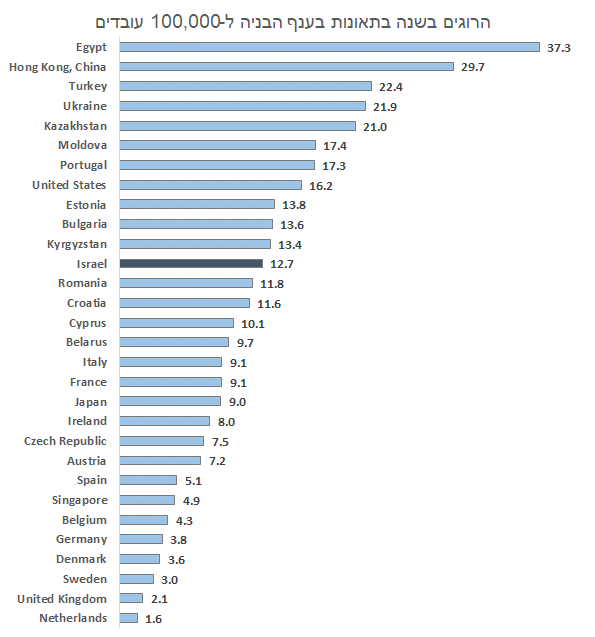 הרוגים בשנה בתאונות בענף הבניה ל-100,000 עובדים
Egypt 37.3
Hong Kong, China 29.7
Turkey 22.4
Ukraine 21.9
Kazakhstan 21.0
Moldova 17.4
Portugal 17.3
United States 16.2
Estonia 13.8
Bulgaria 13.6
Kyrgyzstan 13.4
Israel 12.7
Romania 11.8
Croatia 11.6
Cyprus 10.1
Belarus 9.7
Italy 9.1
France 9.1
Japan 9.0
Ireland 8.0
Czech Republic 7.5
Austria 7.2
Spain 5.1
Singapore 4.9
Belgium 4.3
Germany 3.8
Denmark 3.6
Sweden 3.0
United Kingdom 2.1
Netherlands 1.6